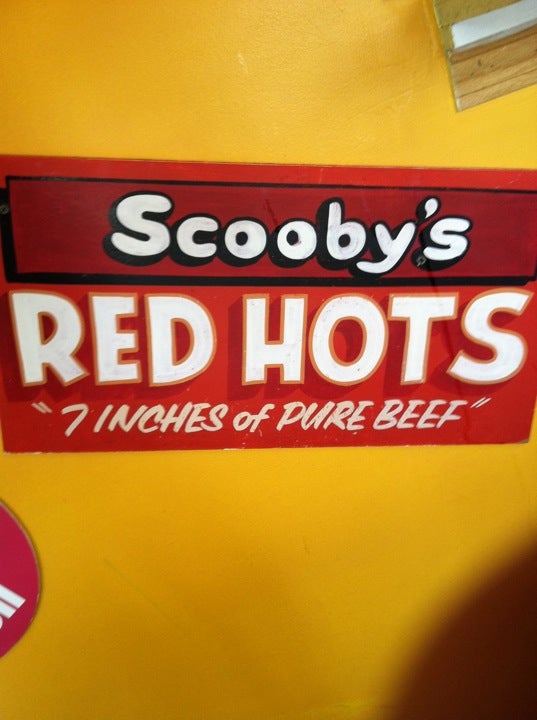 Scooby's
RED HOTS
"7 INCHES of PURE BEEF"